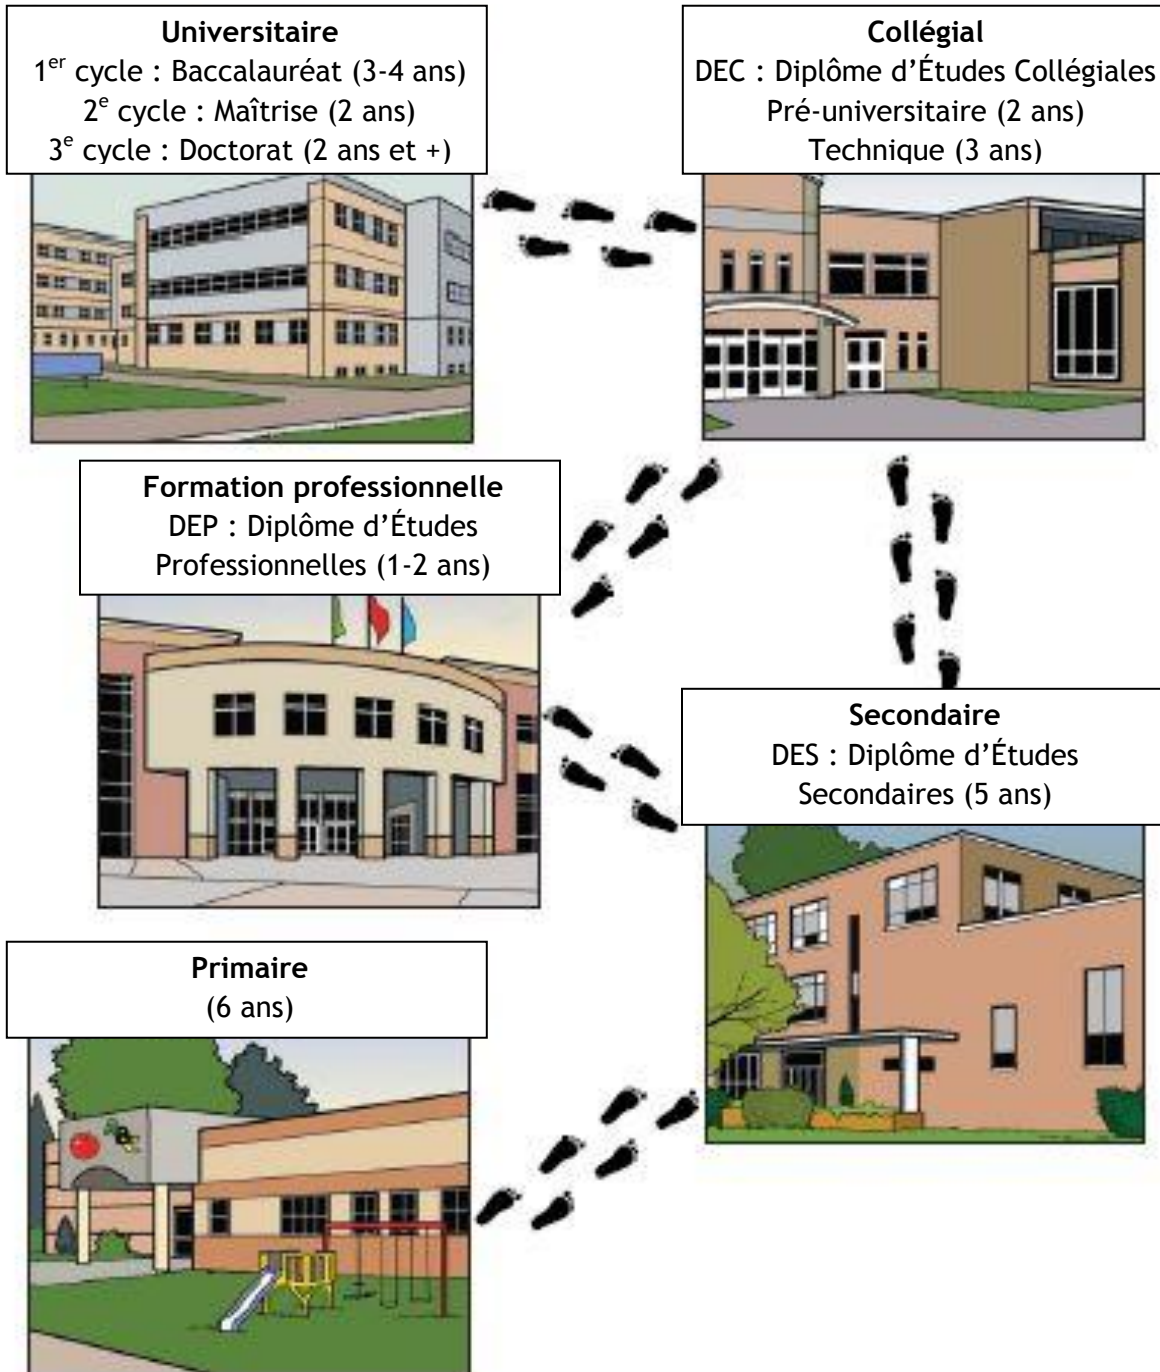 Universitaire
1er cycle : Baccalauréat (3-4 ans)
2e cycle : Maîtrise (2 ans)
3e cycle : Doctorat (2 ans et +)
Collégial
DEC : Diplôme d’Études Collégiales
Pré-universitaire (2 ans)
Technique (3 ans)
Formation professionnelle
DEP : Diplôme d’Études
Professionnelles (1-2 ans)
Secondaire
DES : Diplôme d’Études
Secondaires (5 ans)
Primaire
(6 ans)